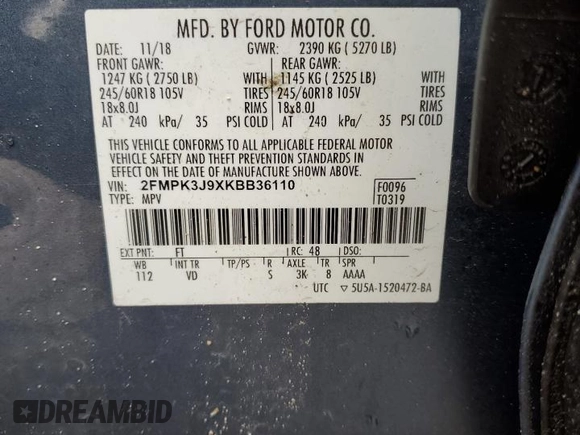 MFD. BY FORD MOTOR CO.
DATE: 11/18 GVWR: 2390 KG ( 5270 LB)
FRONT GAWR: REAR GAWR:
1247 KG ( 2750 LB) WITH 1145 KG ( 2525 LB) WITH
245/60R18 105V TIRES 245/60R18 105V TIRES
18x8.0J RIMS 18x8.0J RIMS
AT 240 kPa/ 35 PSI COLD AT 240 kPa/ 35 PSI COLD
THIS VEHICLE CONFORMS TO ALL APPLICABLE FEDERAL MOTOR
VEHICLE SAFETY AND THEFT PREVENTION STANDARDS IN
EFFECT ON THE DATE OF MANUFACTURE SHOWN ABOVE.
VIN: 2FMPK3J9XKBB36110 F0096
TYPE: MPV T0319
EXT PNT: FT RC: 48 DSO:
WB INT TR TP/PS R AXLE TR SPR
112 VD S 3K 8 AAAA
UTC ▽ 5U5A-1520472-BA
DREAMBID